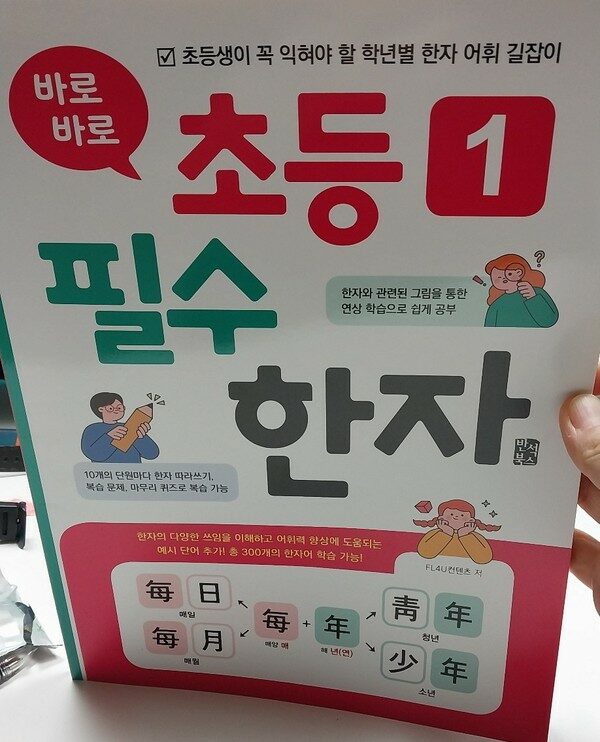 ☑ 초등생이 꼭 익혀야 할 학년별 한자 어휘 길잡이
바로
바로
초등 1
필수
한자와 관련된 그림을 통한
연상 학습으로 쉽게 공부
한자
반석
북스
10개의 단원마다 한자 따라쓰기,
복습 문제, 마무리 퀴즈로 복습 가능
한자의 다양한 쓰임을 이해하고 어휘력 향상에 도움되는
예시 단어 추가! 총 300개의 한자어 학습 가능!
FL4U컨텐츠 저
每日
매일
每月
매월
每 + 年
매양 매
해 년(연)
靑年
청년
少年
소년